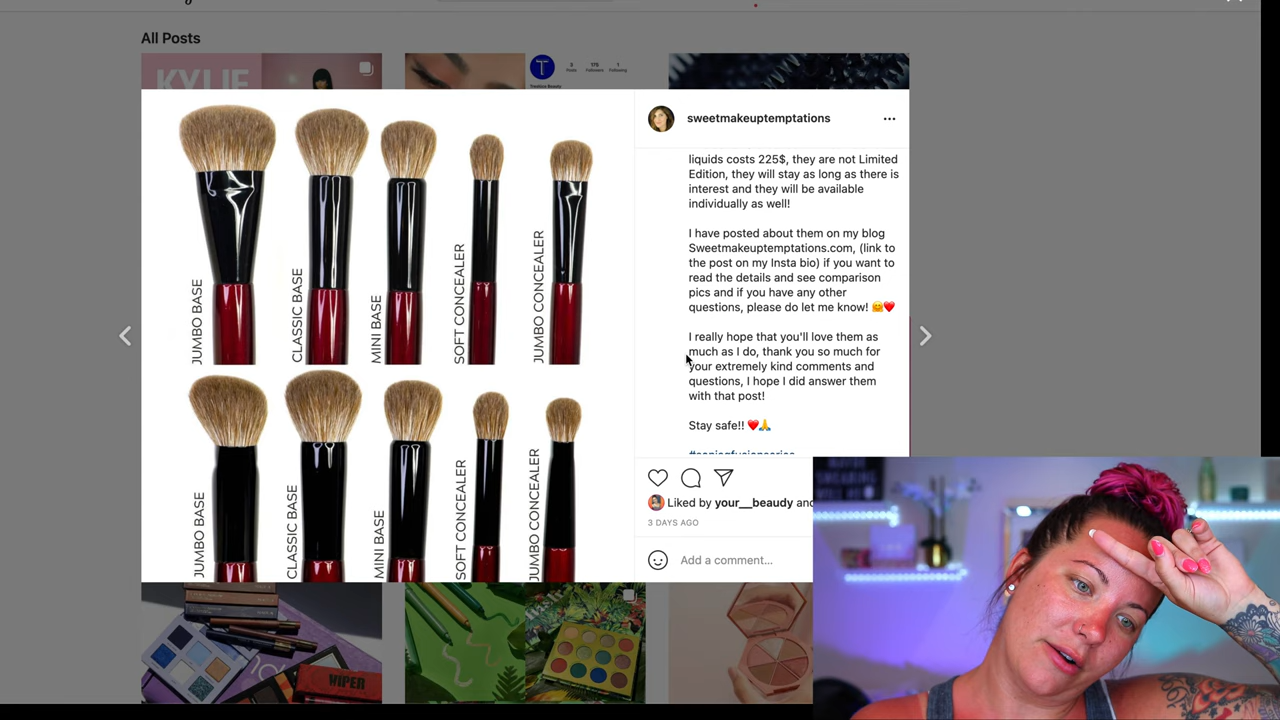 All Posts
KYLIE
sweetmakeuptemptations
liquids costs 225$, they are not Limited
Edition, they will stay as long as there is
interest and they will be available
individually as well!
I have posted about them on my blog
Sweetmakeuptemptations.com, (link to
the post on my Insta bio) if you want to
read the details and see comparison
pics and if you have any other
questions, please do let me know! 🤗❤️
I really hope that you'll love them as
much as I do, thank you so much for
your extremely kind comments and
questions, I hope I did answer them
with that post!
Stay safe!! ❤️🙏
Liked by your__beaudy and
3 DAYS AGO
Add a comment...
JUMBO BASE
CLASSIC BASE
MINI BASE
SOFT CONCEALER
JUMBO CONCEALER
JUMBO BASE
CLASSIC BASE
MINI BASE
SOFT CONCEALER
JUMBO CONCEALER
VIPER